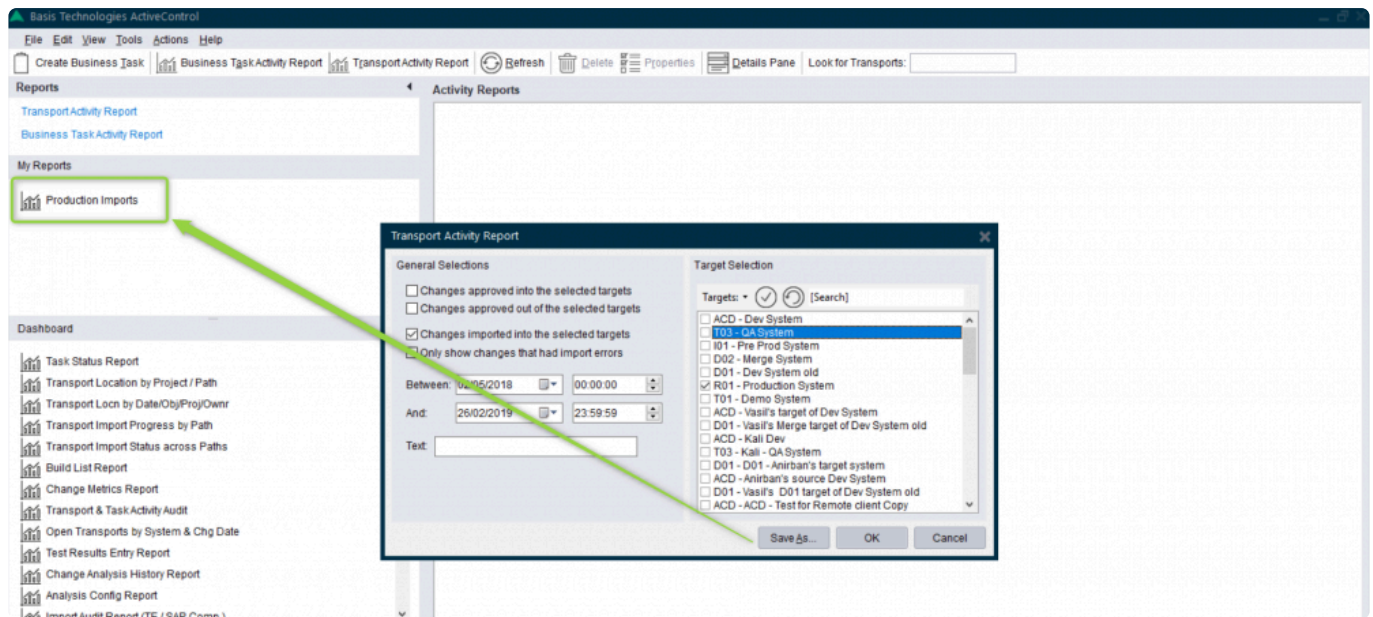 Basis Technologies ActiveControl
File Edit View Tools Actions Help
Create Business Task Business Task Activity Report Transport Activity Report Refresh Delete Properties Details Pane Look for Transports:
Reports
Transport Activity Report
Business Task Activity Report
My Reports
Production Imports
Dashboard
Task Status Report
Transport Location by Project / Path
Transport Locn by Date/Obj/Proj/Ownr
Transport Import Progress by Path
Transport Import Status across Paths
Build List Report
Change Metrics Report
Transport & Task Activity Audit
Open Transports by System & Chg Date
Test Results Entry Report
Change Analysis History Report
Analysis Config Report
Import Audit Report (TE / SAP Comp.)
Activity Reports
Transport Activity Report
General Selections
Changes approved into the selected targets
Changes approved out of the selected targets
Changes imported into the selected targets
Only show changes that had import errors
Between: 02/05/2018 00:00:00
And: 26/02/2019 23:59:59
Text:
Target Selection
Targets: [Search]
ACD - Dev System
T03 - QA System
I01 - Pre Prod System
D02 - Merge System
D01 - Dev System old
R01 - Production System
T01 - Demo System
ACD - Vasil's target of Dev System
D01 - Vasil's Merge target of Dev System old
ACD - Kali Dev
T03 - Kali - QA System
D01 - D01 - Anirban's target system
ACD - Anirban's source Dev System
D01 - Vasil's D01 target of Dev System old
ACD - ACD - Test for Remote client Copy
Save As... OK Cancel